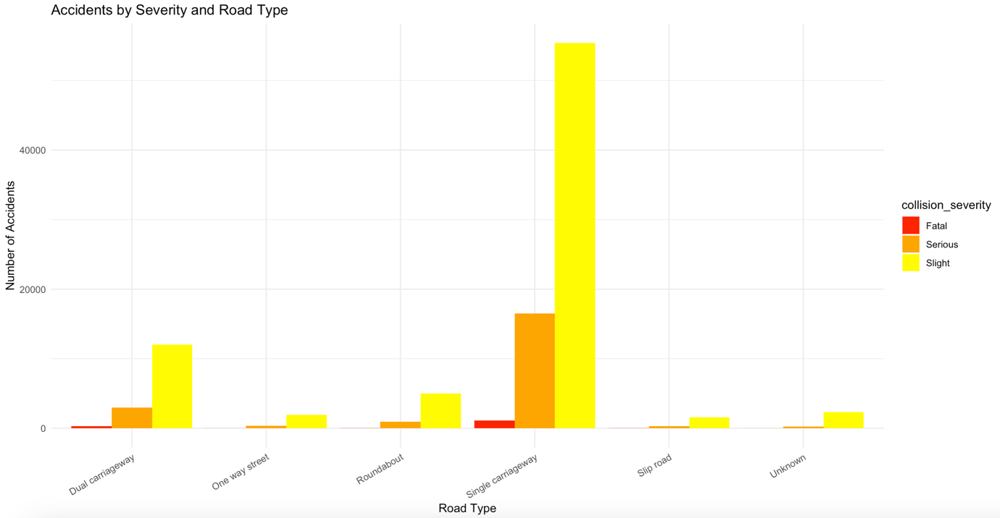 Accidents by Severity and Road Type
Number of Accidents
40000
20000
0
Dual carriageway
One way street
Roundabout
Single carriageway
Slip road
Unknown
Road Type
collision_severity
Fatal
Serious
Slight